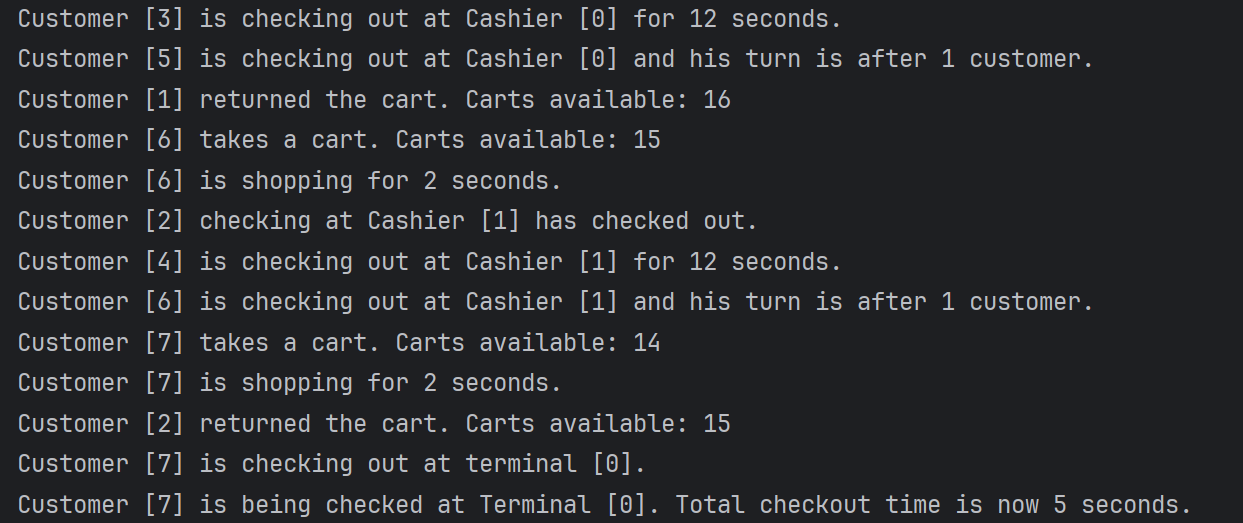 Customer [3] is checking out at Cashier [0] for 12 seconds.
Customer [5] is checking out at Cashier [0] and his turn is after 1 customer.
Customer [1] returned the cart. Carts available: 16
Customer [6] takes a cart. Carts available: 15
Customer [6] is shopping for 2 seconds.
Customer [2] checking at Cashier [1] has checked out.
Customer [4] is checking out at Cashier [1] for 12 seconds.
Customer [6] is checking out at Cashier [1] and his turn is after 1 customer.
Customer [7] takes a cart. Carts available: 14
Customer [7] is shopping for 2 seconds.
Customer [2] returned the cart. Carts available: 15
Customer [7] is checking out at terminal [0].
Customer [7] is being checked at Terminal [0]. Total checkout time is now 5 seconds.